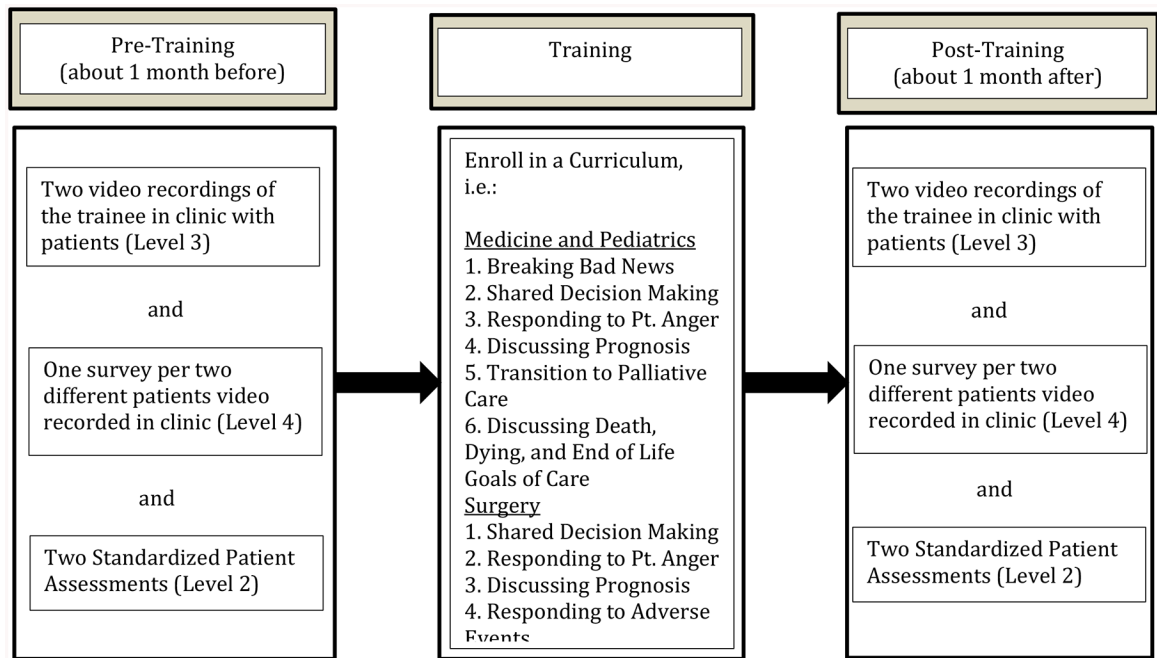 Pre-Training
(about 1 month before)
Training
Post-Training
(about 1 month after)
Two video recordings of
the trainee in clinic with
patients (Level 3)
and
One survey per two
different patients video
recorded in clinic (Level 4)
and
Two Standardized Patient
Assessments (Level 2)
Enroll in a Curriculum,
i.e.:
Medicine and Pediatrics
1. Breaking Bad News
2. Shared Decision Making
3. Responding to Pt. Anger
4. Discussing Prognosis
5. Transition to Palliative
Care
6. Discussing Death,
Dying, and End of Life
Goals of Care
Surgery
1. Shared Decision Making
2. Responding to Pt. Anger
3. Discussing Prognosis
4. Responding to Adverse
Events
Two video recordings of
the trainee in clinic with
patients (Level 3)
and
One survey per two
different patients video
recorded in clinic (Level 4)
and
Two Standardized Patient
Assessments (Level 2)